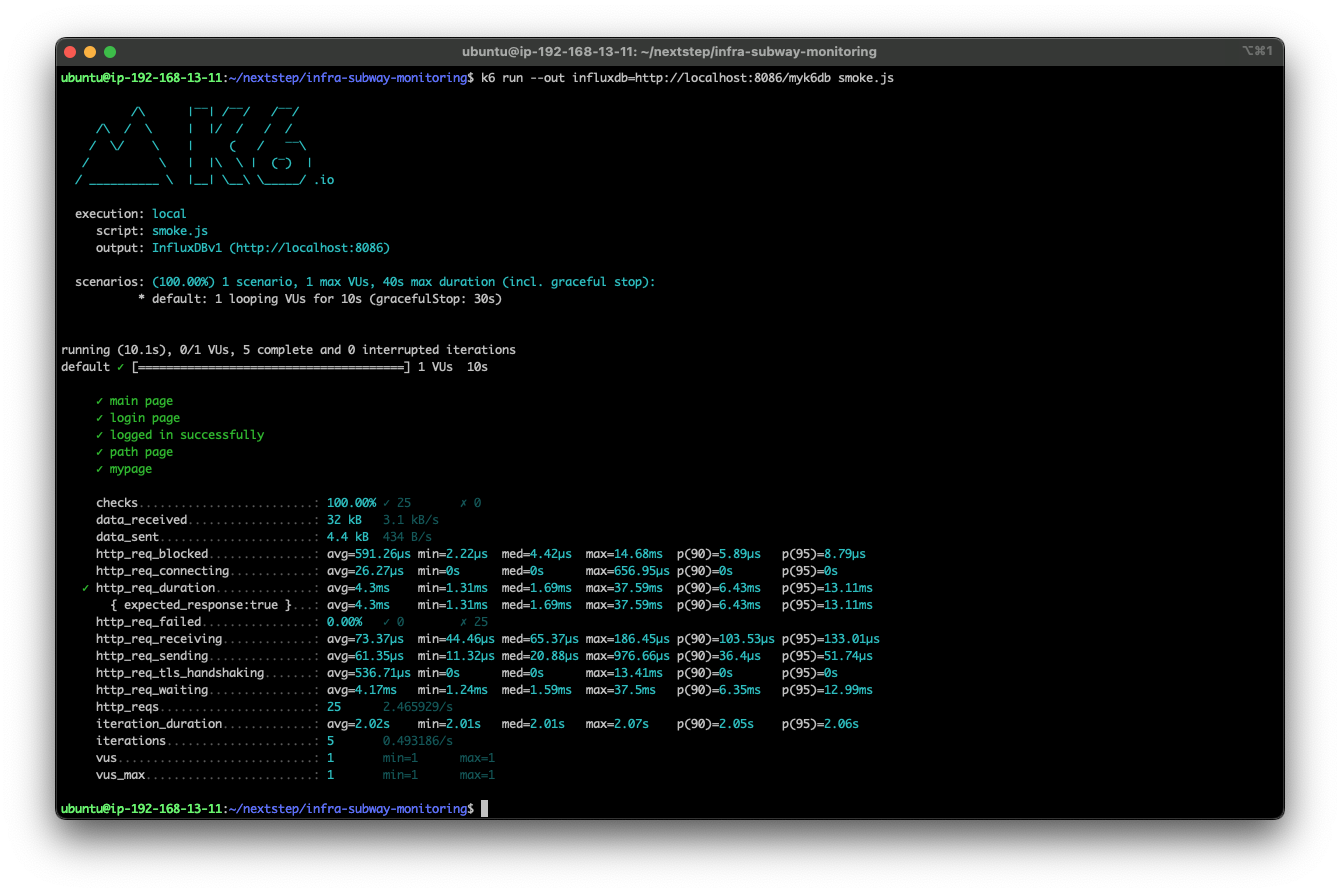 ubuntu@ip-192-168-13-11: ~/nextstep/infra-subway-monitoring
⌥⌘1
ubuntu@ip-192-168-13-11:~/nextstep/infra-subway-monitoring$ k6 run --out influxdb=http://localhost:8086/myk6db smoke.js
          /\      |‾‾| /‾‾/   /‾‾/
     /\  /  \     |  |/  /   /  /
    /  \/    \    |     (   /   ‾‾\
   /          \   |  |\  \ |  (‾)  |
  / __________ \  |__| \__\ \_____/ .io
  execution: local
     script: smoke.js
     output: InfluxDBv1 (http://localhost:8086)
  scenarios: (100.00%) 1 scenario, 1 max VUs, 40s max duration (incl. graceful stop):
           * default: 1 looping VUs for 10s (gracefulStop: 30s)
running (10.1s), 0/1 VUs, 5 complete and 0 interrupted iterations
default ✓ [======================================] 1 VUs  10s
     ✓ main page
     ✓ login page
     ✓ logged in successfully
     ✓ path page
     ✓ mypage
     checks.........................: 100.00% ✓ 25       ✗ 0
     data_received..................: 32 kB   3.1 kB/s
     data_sent......................: 4.4 kB  434 B/s
     http_req_blocked...............: avg=591.26µs min=2.22µs  med=4.42µs  max=14.68ms  p(90)=5.89µs   p(95)=8.79µs
     http_req_connecting............: avg=26.27µs  min=0s      med=0s      max=656.95µs p(90)=0s       p(95)=0s
   ✓ http_req_duration..............: avg=4.3ms    min=1.31ms  med=1.69ms  max=37.59ms  p(90)=6.43ms   p(95)=13.11ms
       { expected_response:true }...: avg=4.3ms    min=1.31ms  med=1.69ms  max=37.59ms  p(90)=6.43ms   p(95)=13.11ms
     http_req_failed................: 0.00%   ✓ 0        ✗ 25
     http_req_receiving.............: avg=73.37µs  min=44.46µs med=65.37µs max=186.45µs p(90)=103.53µs p(95)=133.01µs
     http_req_sending...............: avg=61.35µs  min=11.32µs med=20.88µs max=976.66µs p(90)=36.4µs   p(95)=51.74µs
     http_req_tls_handshaking.......: avg=536.71µs min=0s      med=0s      max=13.41ms  p(90)=0s       p(95)=0s
     http_req_waiting...............: avg=4.17ms   min=1.24ms  med=1.59ms  max=37.5ms   p(90)=6.35ms   p(95)=12.99ms
     http_reqs......................: 25      2.465929/s
     iteration_duration.............: avg=2.02s    min=2.01s   med=2.01s   max=2.07s    p(90)=2.05s    p(95)=2.06s
     iterations.....................: 5       0.493186/s
     vus............................: 1       min=1      max=1
     vus_max........................: 1       min=1      max=1
ubuntu@ip-192-168-13-11:~/nextstep/infra-subway-monitoring$